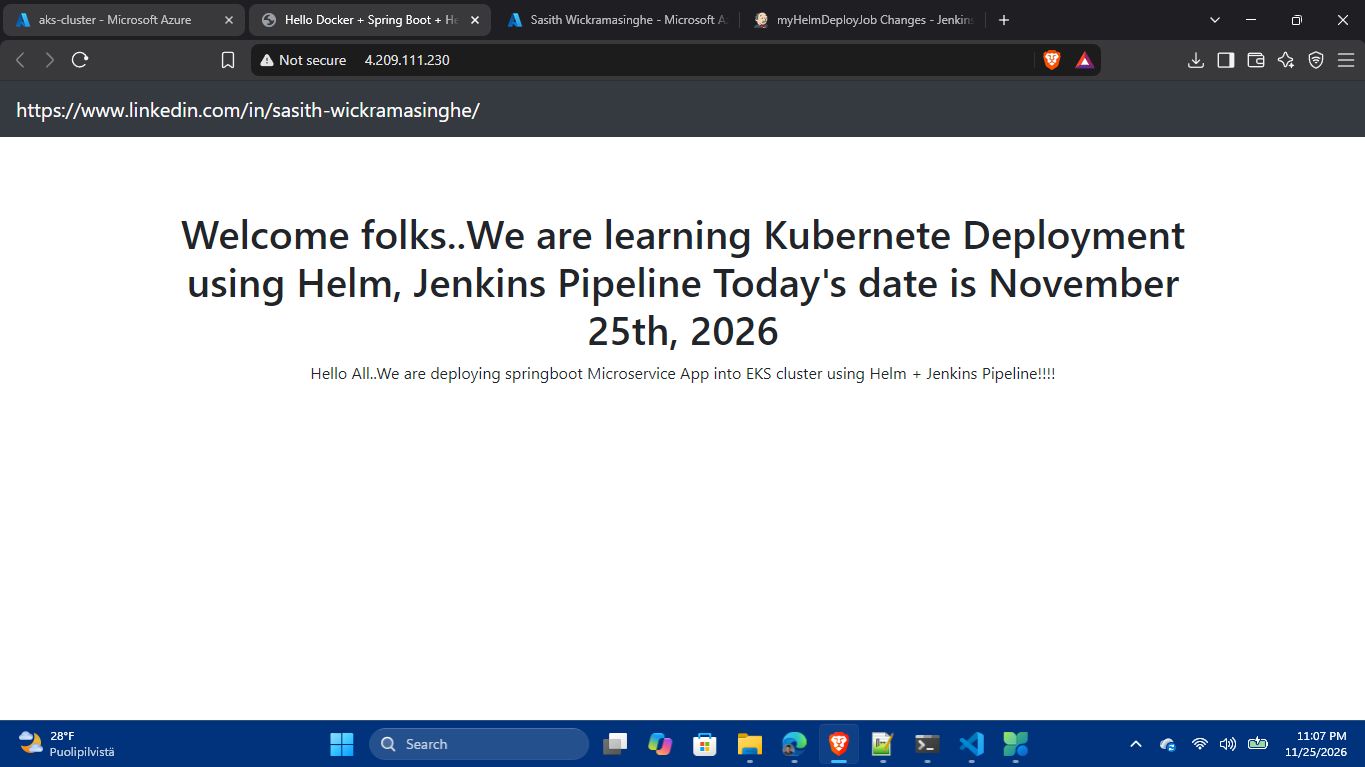 aks-cluster - Microsoft Azure
Hello Docker + Spring Boot + He
Sasith Wickramasinghe - Microsoft A
myHelmDeployJob Changes - Jenkins
Not secure 4.209.111.230
https://www.linkedin.com/in/sasith-wickramasinghe/
Welcome folks..We are learning Kubernete Deployment
using Helm, Jenkins Pipeline Today's date is November
25th, 2026
Hello All..We are deploying springboot Microservice App into EKS cluster using Helm + Jenkins Pipeline!!!!
28°F
Puolipilvistä
Search
11:07 PM
11/25/2026